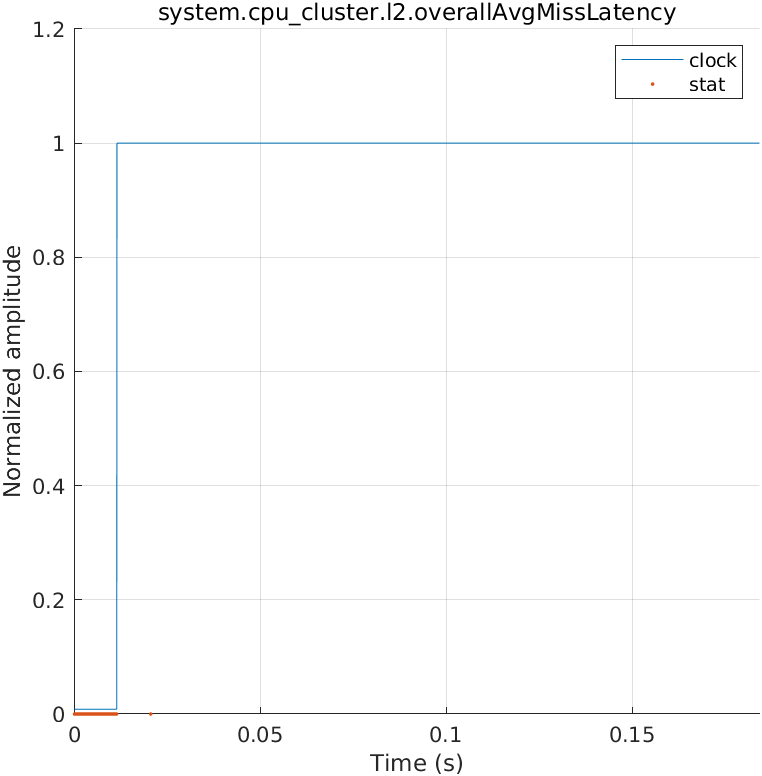 system.cpu_cluster.l2.overallAvgMissLatency
1.2
clock
stat
1
0.8
0.6
0.4
0.2
0
Normalized amplitude
0
0.05
0.1
0.15
Time (s)